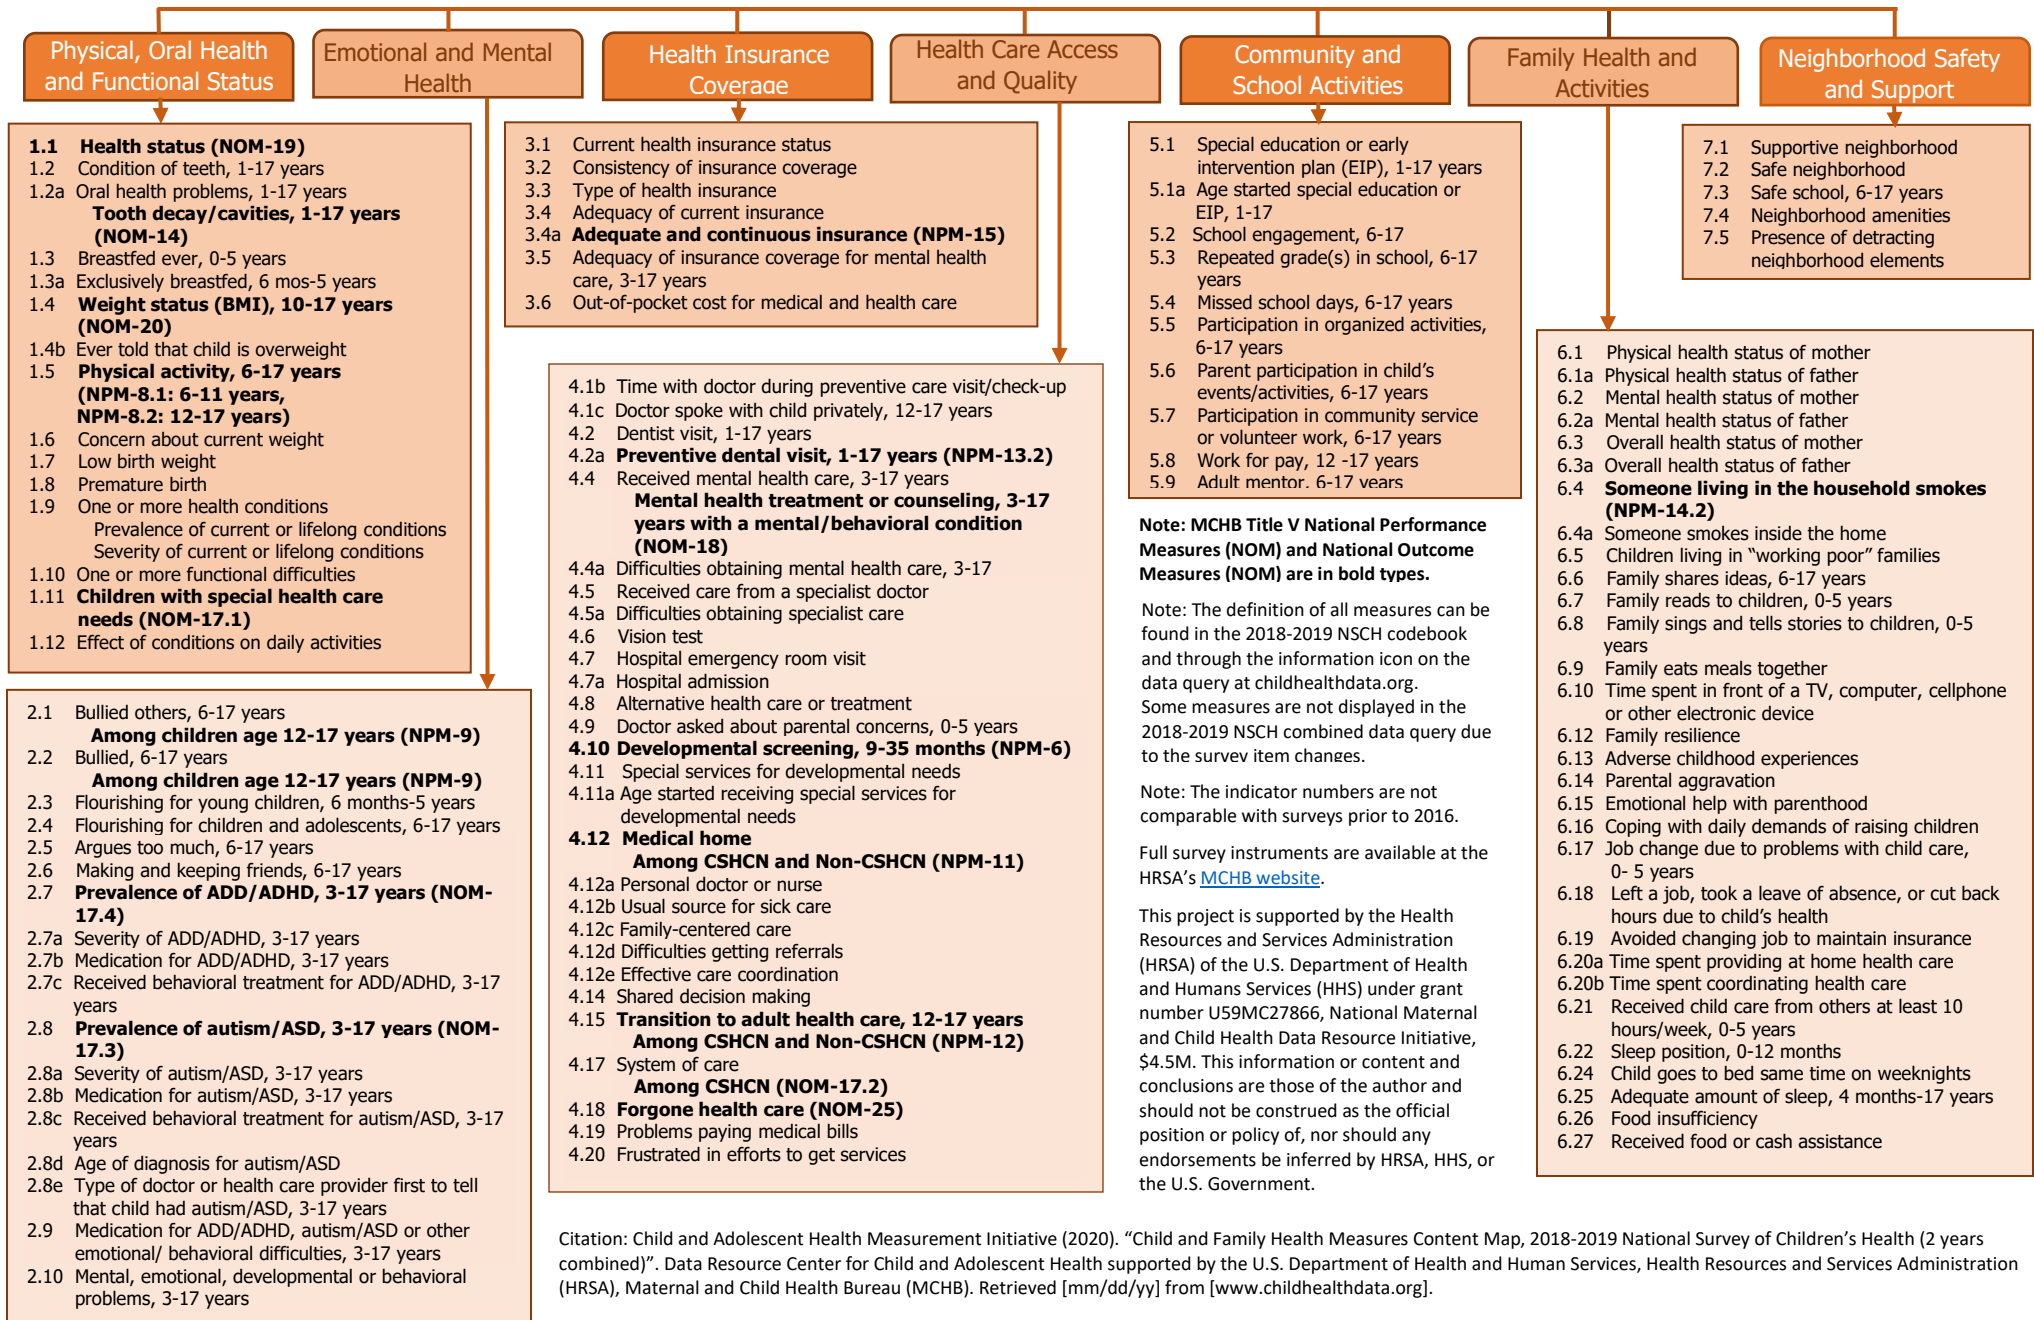 Physical, Oral Health
and Functional Status
Emotional and Mental
Health
Health Insurance
Coverage
Health Care Access
and Quality
Community and
School Activities
Family Health and
Activities
Neighborhood Safety
and Support
1.1 Health status (NOM-19)
1.2 Condition of teeth, 1-17 years
1.2a Oral health problems, 1-17 years
Tooth decay/cavities, 1-17 years
(NOM-14)
1.3 Breastfed ever, 0-5 years
1.3a Exclusively breastfed, 6 mos-5 years
1.4 Weight status (BMI), 10-17 years
(NOM-20)
1.4b Ever told that child is overweight
1.5 Physical activity, 6-17 years
(NPM-8.1: 6-11 years,
NPM-8.2: 12-17 years)
1.6 Concern about current weight
1.7 Low birth weight
1.8 Premature birth
1.9 One or more health conditions
Prevalence of current or lifelong conditions
Severity of current or lifelong conditions
1.10 One or more functional difficulties
1.11 Children with special health care
needs (NOM-17.1)
1.12 Effect of conditions on daily activities
2.1 Bullied others, 6-17 years
Among children age 12-17 years (NPM-9)
2.2 Bullied, 6-17 years
Among children age 12-17 years (NPM-9)
2.3 Flourishing for young children, 6 months-5 years
2.4 Flourishing for children and adolescents, 6-17 years
2.5 Argues too much, 6-17 years
2.6 Making and keeping friends, 6-17 years
2.7 Prevalence of ADD/ADHD, 3-17 years (NOM-
17.4)
2.7a Severity of ADD/ADHD, 3-17 years
2.7b Medication for ADD/ADHD, 3-17 years
2.7c Received behavioral treatment for ADD/ADHD, 3-17
years
2.8 Prevalence of autism/ASD, 3-17 years (NOM-
17.3)
2.8a Severity of autism/ASD, 3-17 years
2.8b Medication for autism/ASD, 3-17 years
2.8c Received behavioral treatment for autism/ASD, 3-17
years
2.8d Age of diagnosis for autism/ASD
2.8e Type of doctor or health care provider first to tell
that child had autism/ASD, 3-17 years
2.9 Medication for ADD/ADHD, autism/ASD or other
emotional/ behavioral difficulties, 3-17 years
2.10 Mental, emotional, developmental or behavioral
problems, 3-17 years
3.1 Current health insurance status
3.2 Consistency of insurance coverage
3.3 Type of health insurance
3.4 Adequacy of current insurance
3.4a Adequate and continuous insurance (NPM-15)
3.5 Adequacy of insurance coverage for mental health
care, 3-17 years
3.6 Out-of-pocket cost for medical and health care
4.1b Time with doctor during preventive care visit/check-up
4.1c Doctor spoke with child privately, 12-17 years
4.2 Dentist visit, 1-17 years
4.2a Preventive dental visit, 1-17 years (NPM-13.2)
4.4 Received mental health care, 3-17 years
Mental health treatment or counseling, 3-17
years with a mental/behavioral condition
(NOM-18)
4.4a Difficulties obtaining mental health care, 3-17
4.5 Received care from a specialist doctor
4.5a Difficulties obtaining specialist care
4.6 Vision test
4.7 Hospital emergency room visit
4.7a Hospital admission
4.8 Alternative health care or treatment
4.9 Doctor asked about parental concerns, 0-5 years
4.10 Developmental screening, 9-35 months (NPM-6)
4.11 Special services for developmental needs
4.11a Age started receiving special services for
developmental needs
4.12 Medical home
Among CSHCN and Non-CSHCN (NPM-11)
4.12a Personal doctor or nurse
4.12b Usual source for sick care
4.12c Family-centered care
4.12d Difficulties getting referrals
4.12e Effective care coordination
4.14 Shared decision making
4.15 Transition to adult health care, 12-17 years
Among CSHCN and Non-CSHCN (NPM-12)
4.17 System of care
Among CSHCN (NOM-17.2)
4.18 Forgone health care (NOM-25)
4.19 Problems paying medical bills
4.20 Frustrated in efforts to get services
5.1 Special education or early
intervention plan (EIP), 1-17 years
5.1a Age started special education or
EIP, 1-17
5.2 School engagement, 6-17
5.3 Repeated grade(s) in school, 6-17
years
5.4 Missed school days, 6-17 years
5.5 Participation in organized activities,
6-17 years
5.6 Parent participation in child’s
events/activities, 6-17 years
5.7 Participation in community service
or volunteer work, 6-17 years
5.8 Work for pay, 12 -17 years
5.9 Adult mentor, 6-17 years
Note: MCHB Title V National Performance
Measures (NOM) and National Outcome
Measures (NOM) are in bold types.
Note: The definition of all measures can be
found in the 2018-2019 NSCH codebook
and through the information icon on the
data query at childhealthdata.org.
Some measures are not displayed in the
2018-2019 NSCH combined data query due
to the survey item changes.
Note: The indicator numbers are not
comparable with surveys prior to 2016.
Full survey instruments are available at the
HRSA’s MCHB website.
This project is supported by the Health
Resources and Services Administration
(HRSA) of the U.S. Department of Health
and Humans Services (HHS) under grant
number U59MC27866, National Maternal
and Child Health Data Resource Initiative,
$4.5M. This information or content and
conclusions are those of the author and
should not be construed as the official
position or policy of, nor should any
endorsements be inferred by HRSA, HHS, or
the U.S. Government.
6.1 Physical health status of mother
6.1a Physical health status of father
6.2 Mental health status of mother
6.2a Mental health status of father
6.3 Overall health status of mother
6.3a Overall health status of father
6.4 Someone living in the household smokes
(NPM-14.2)
6.4a Someone smokes inside the home
6.5 Children living in “working poor” families
6.6 Family shares ideas, 6-17 years
6.7 Family reads to children, 0-5 years
6.8 Family sings and tells stories to children, 0-5
years
6.9 Family eats meals together
6.10 Time spent in front of a TV, computer, cellphone
or other electronic device
6.12 Family resilience
6.13 Adverse childhood experiences
6.14 Parental aggravation
6.15 Emotional help with parenthood
6.16 Coping with daily demands of raising children
6.17 Job change due to problems with child care,
0- 5 years
6.18 Left a job, took a leave of absence, or cut back
hours due to child’s health
6.19 Avoided changing job to maintain insurance
6.20a Time spent providing at home health care
6.20b Time spent coordinating health care
6.21 Received child care from others at least 10
hours/week, 0-5 years
6.22 Sleep position, 0-12 months
6.24 Child goes to bed same time on weeknights
6.25 Adequate amount of sleep, 4 months-17 years
6.26 Food insufficiency
6.27 Received food or cash assistance
7.1 Supportive neighborhood
7.2 Safe neighborhood
7.3 Safe school, 6-17 years
7.4 Neighborhood amenities
7.5 Presence of detracting
neighborhood elements
Citation: Child and Adolescent Health Measurement Initiative (2020). “Child and Family Health Measures Content Map, 2018-2019 National Survey of Children’s Health (2 years
combined)”. Data Resource Center for Child and Adolescent Health supported by the U.S. Department of Health and Human Services, Health Resources and Services Administration
(HRSA), Maternal and Child Health Bureau (MCHB). Retrieved [mm/dd/yy] from [www.childhealthdata.org].